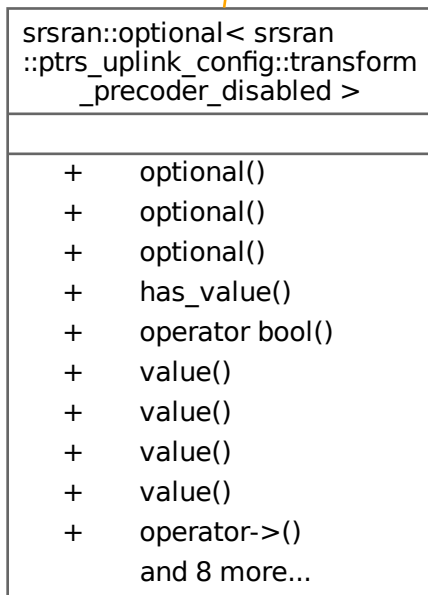 srsran::optional< srsran
::ptrs_uplink_config::transform
_precoder_disabled >
+ optional()
+ optional()
+ optional()
+ has_value()
+ operator bool()
+ value()
+ value()
+ value()
+ value()
+ operator->()
and 8 more...